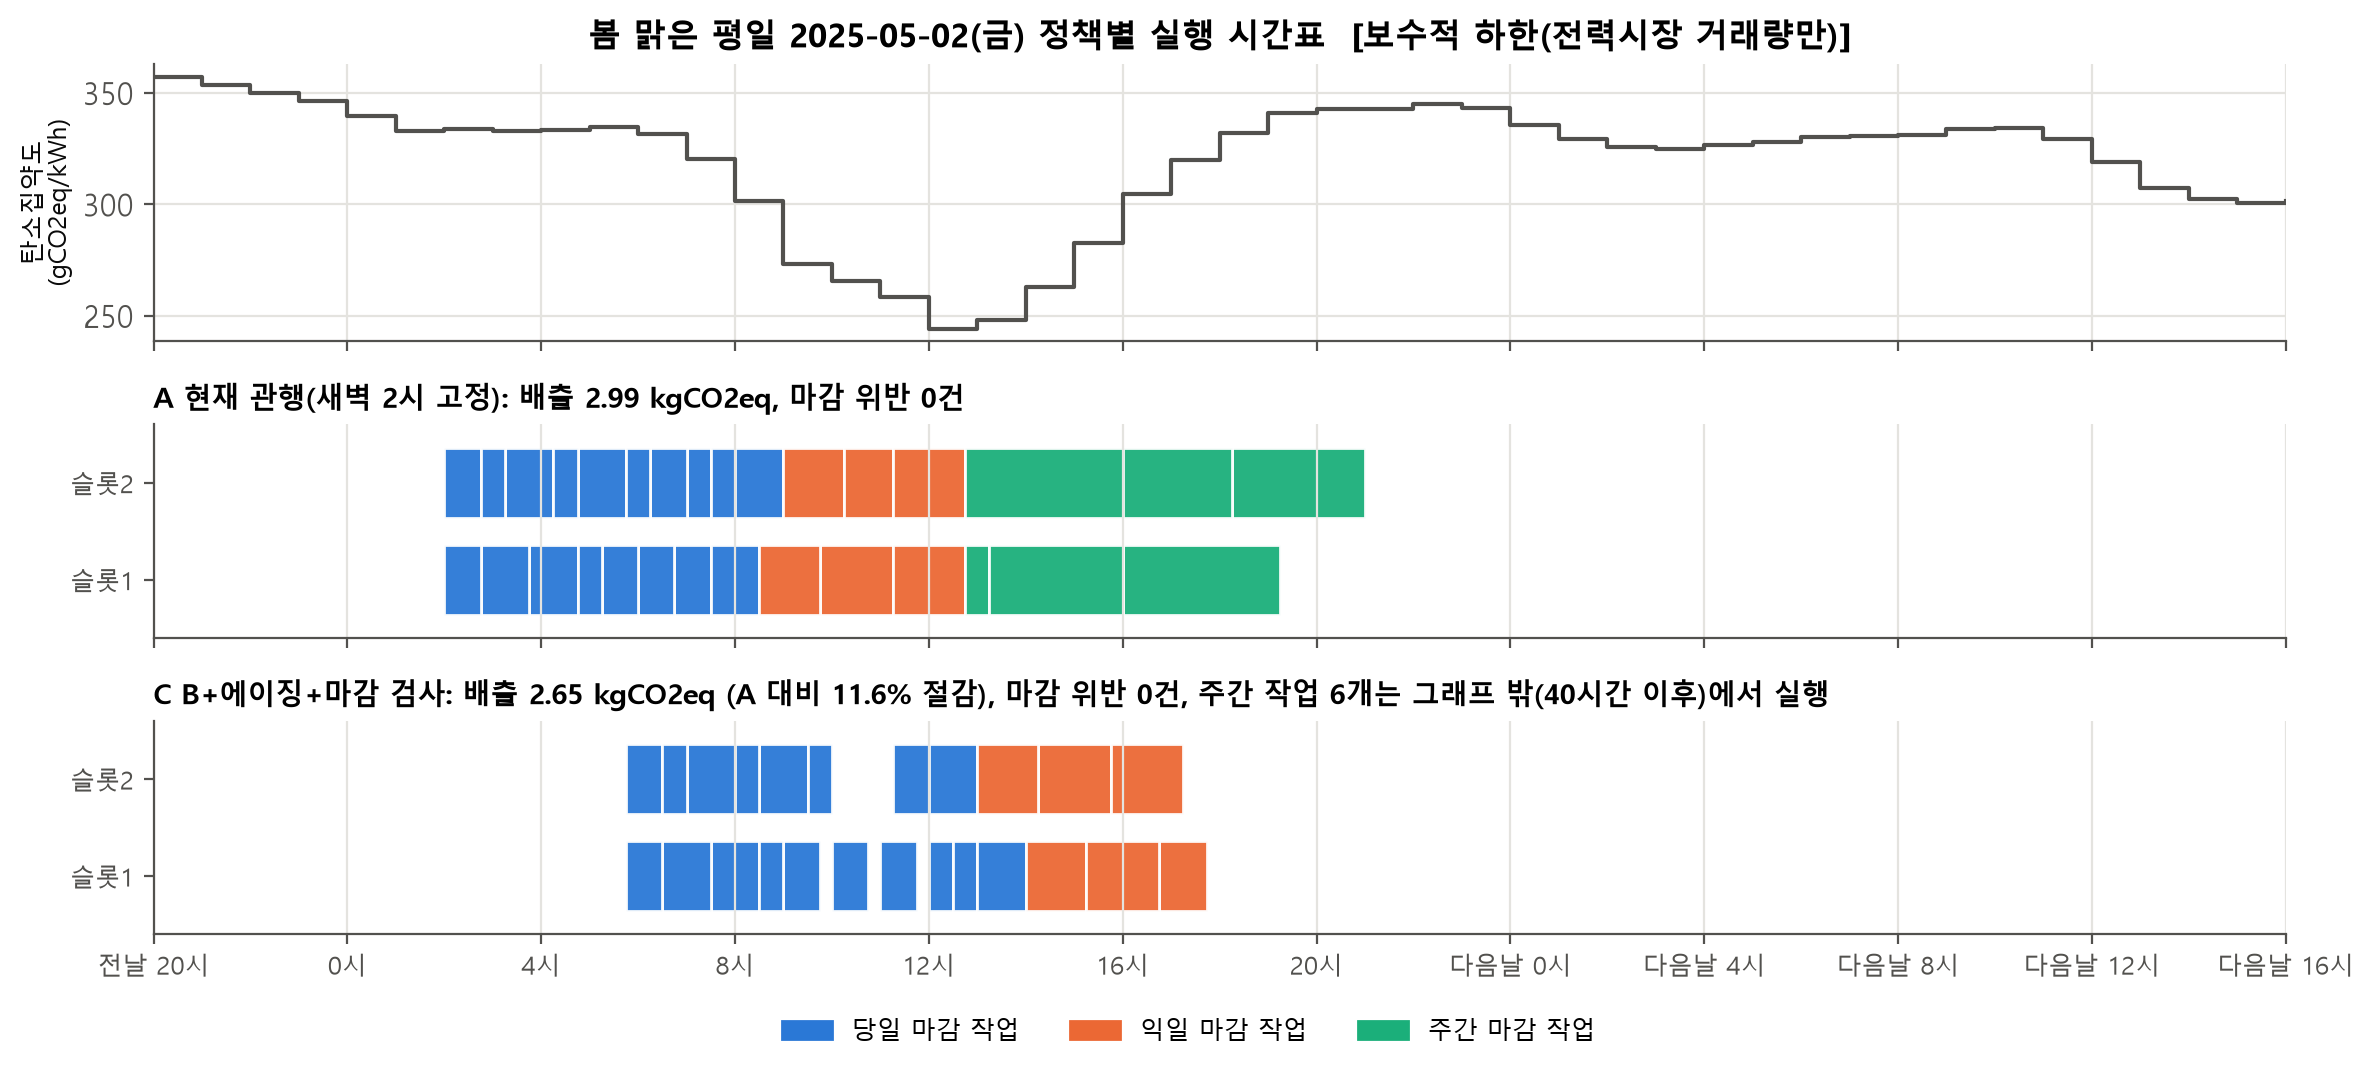 봄 맑은 평일 2025-05-02(금) 정책별 실행 시간표 [보수적 하한(전력시장 거래량만)]
탄소집약도
(gCO2eq/kWh)
350
300
250
A 현재 관행(새벽 2시 고정): 배출 2.99 kgCO2eq, 마감 위반 0건
슬롯2
슬롯1
C B+에이징+마감 검사: 배출 2.65 kgCO2eq (A 대비 11.6% 절감), 마감 위반 0건, 주간 작업 6개는 그래프 밖(40시간 이후)에서 실행
슬롯2
슬롯1
전날 20시 0시 4시 8시 12시 16시 20시 다음날 0시 다음날 4시 다음날 8시 다음날 12시 다음날 16시
당일 마감 작업 익일 마감 작업 주간 마감 작업